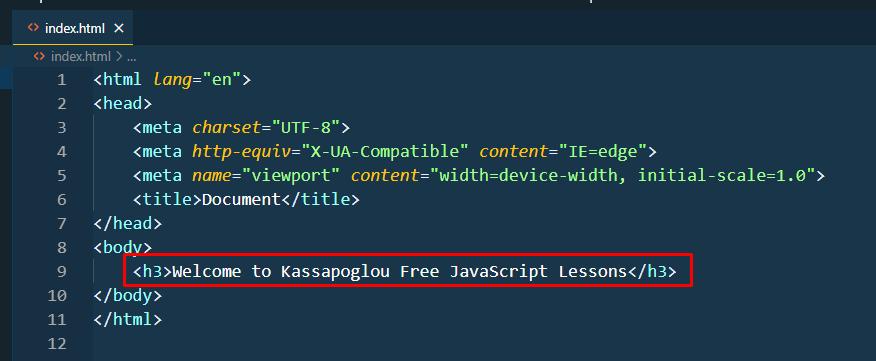 index.html
index.html > ...
1 <html lang="en">
2 <head>
3 <meta charset="UTF-8">
4 <meta http-equiv="X-UA-Compatible" content="IE=edge">
5 <meta name="viewport" content="width=device-width, initial-scale=1.0">
6 <title>Document</title>
7 </head>
8 <body>
9 <h3>Welcome to Kassapoglou Free JavaScript Lessons</h3>
10 </body>
11 </html>
12